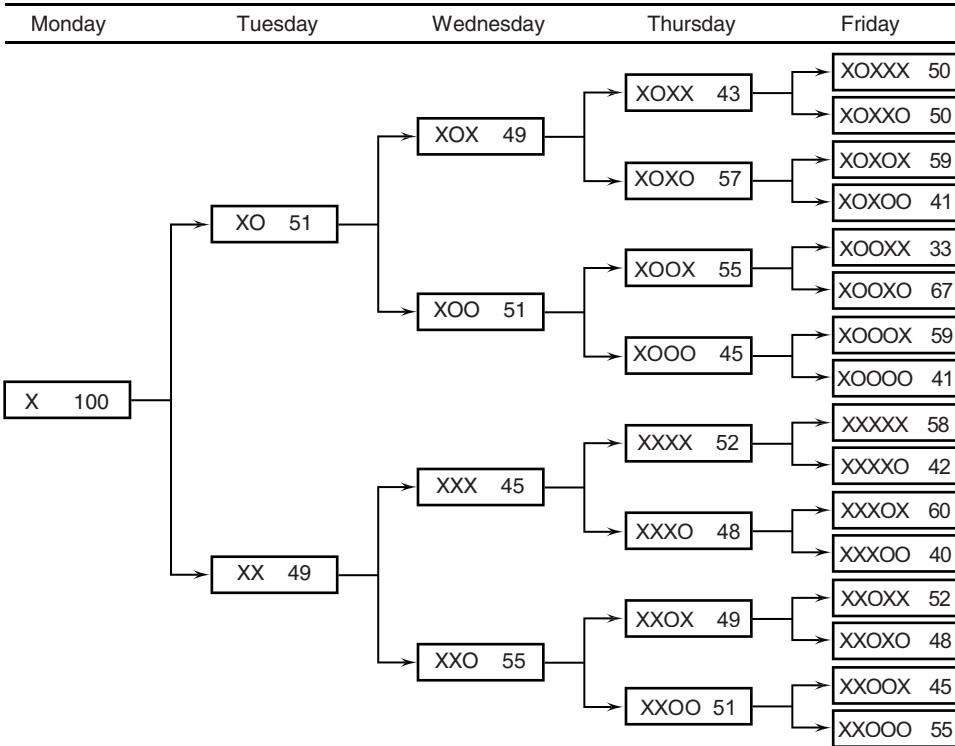 Monday Tuesday Wednesday Thursday Friday
XOXXX 50
XOXX 43
XOXXO 50
XOX 49
XOXOX 59
XOXO 57
XOXOO 41
XO 51
XOOXX 33
XOOX 55
XOOXO 67
XOO 51
XOOOX 59
XOOO 45
XOOOO 41
X 100
XXXXX 58
XXXX 52
XXXXO 42
XXX 45
XXXOX 60
XXXO 48
XXXOO 40
XX 49
XXOXX 52
XXOX 49
XXOXO 48
XXO 55
XXOOX 45
XXOO 51
XXOOO 55